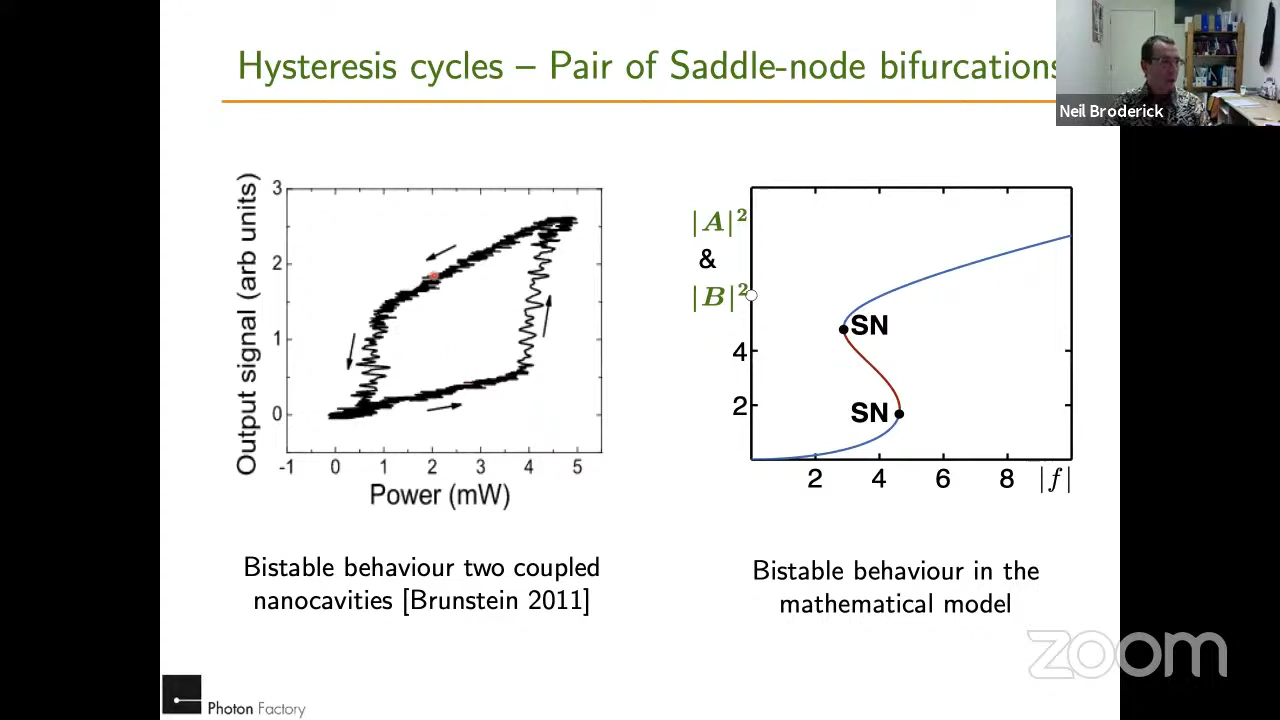 Hysteresis cycles – Pair of Saddle-node bifurcations
Neil Broderick
Output signal (arb units)
3
2
1
0
-1 0 1 2 3 4 5
Power (mW)
|A|²
&
|B|²
SN
4
SN
2
2 4 6 8 |f|
Bistable behaviour two coupled
nanocavities [Brunstein 2011]
Bistable behaviour in the
mathematical model
zoom
Photon Factory